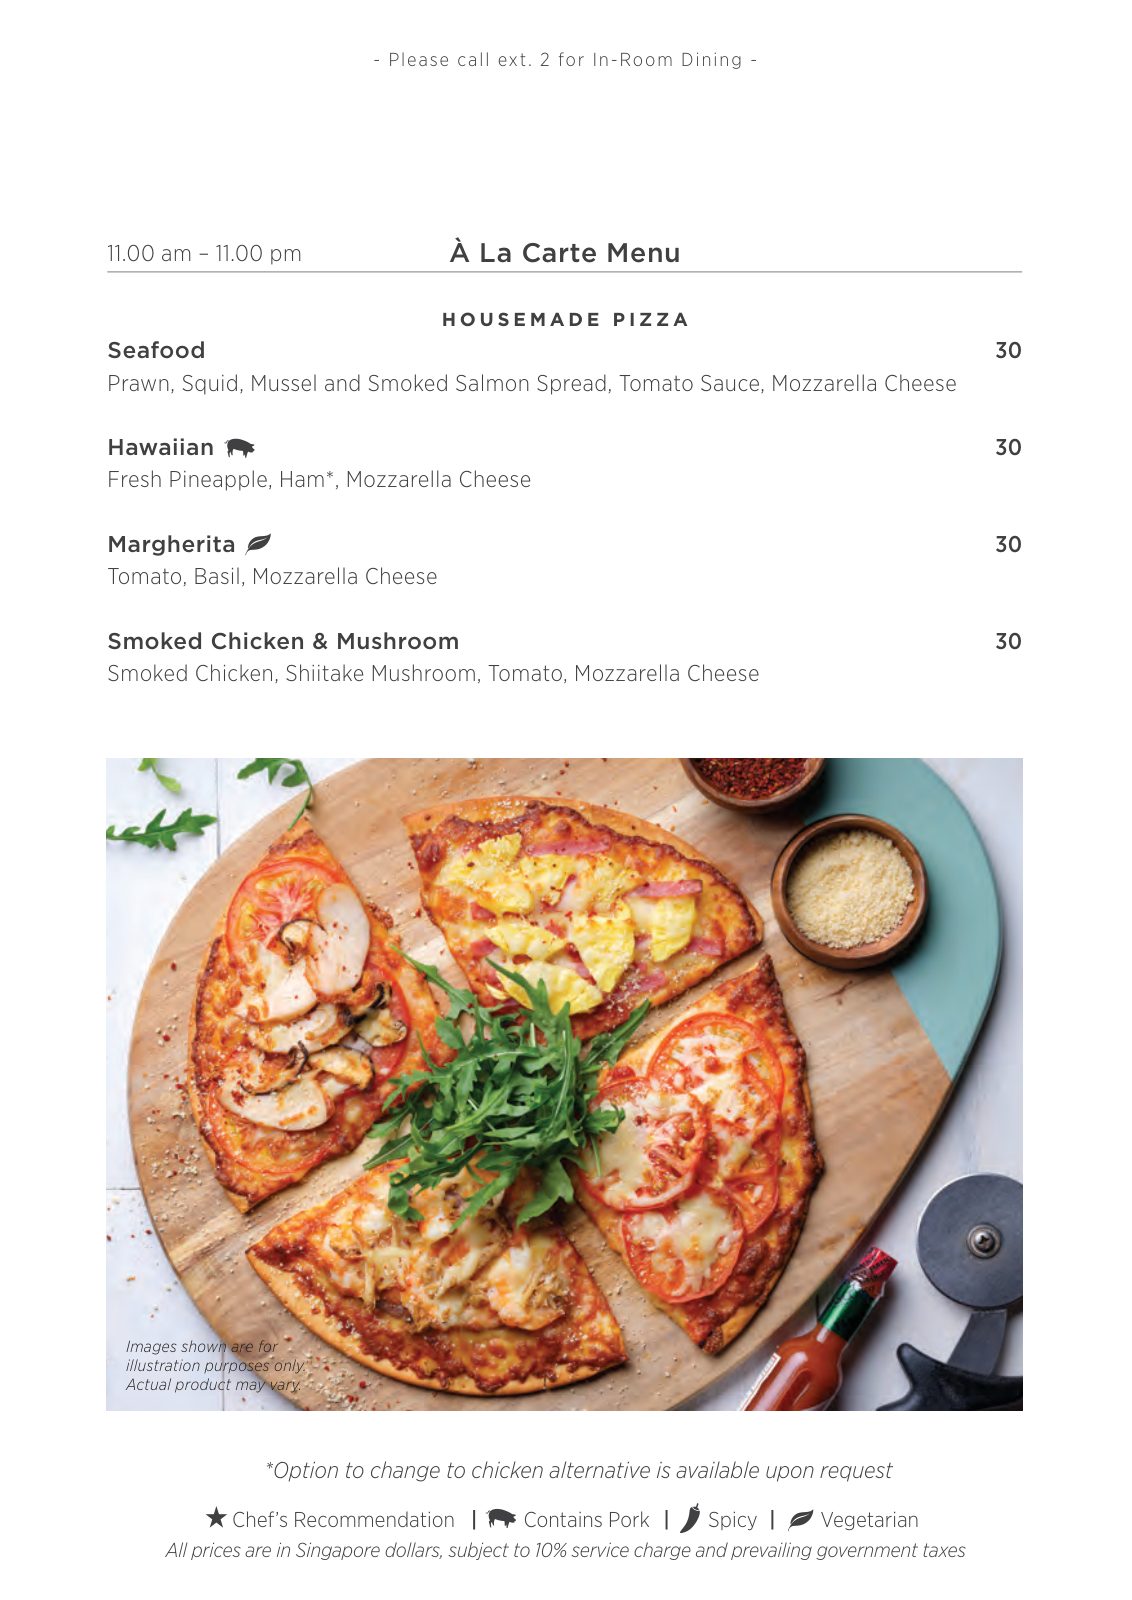 - Please call ext. 2 for In-Room Dining -
11.00 am – 11.00 pm
À La Carte Menu
HOUSEMADE PIZZA
Seafood 30
Prawn, Squid, Mussel and Smoked Salmon Spread, Tomato Sauce, Mozzarella Cheese
Hawaiian 30
Fresh Pineapple, Ham*, Mozzarella Cheese
Margherita 30
Tomato, Basil, Mozzarella Cheese
Smoked Chicken & Mushroom 30
Smoked Chicken, Shiitake Mushroom, Tomato, Mozzarella Cheese
Images shown are for
illustration purposes only.
Actual product may vary.
*Option to change to chicken alternative is available upon request
Chef's Recommendation | Contains Pork | Spicy | Vegetarian
All prices are in Singapore dollars, subject to 10% service charge and prevailing government taxes